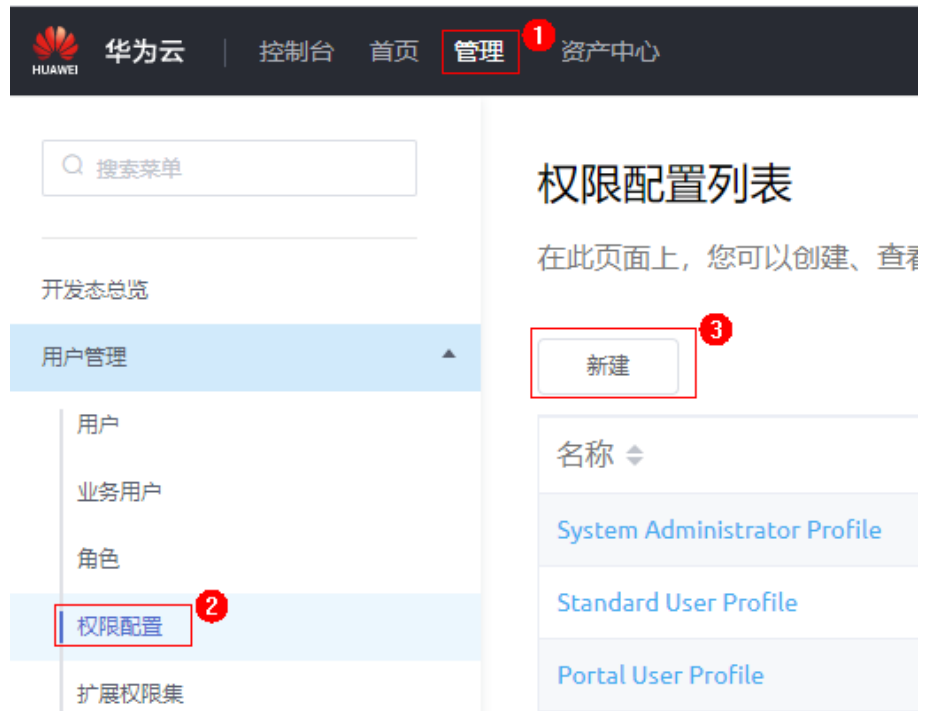 HUAWEI 华为云 控制台 首页 管理 1 资产中心
搜索菜单
开发态总览
用户管理
用户
业务用户
角色
权限配置 2
扩展权限集
权限配置列表
在此页面上，您可以创建、查看
3
新建
名称
System Administrator Profile
Standard User Profile
Portal User Profile